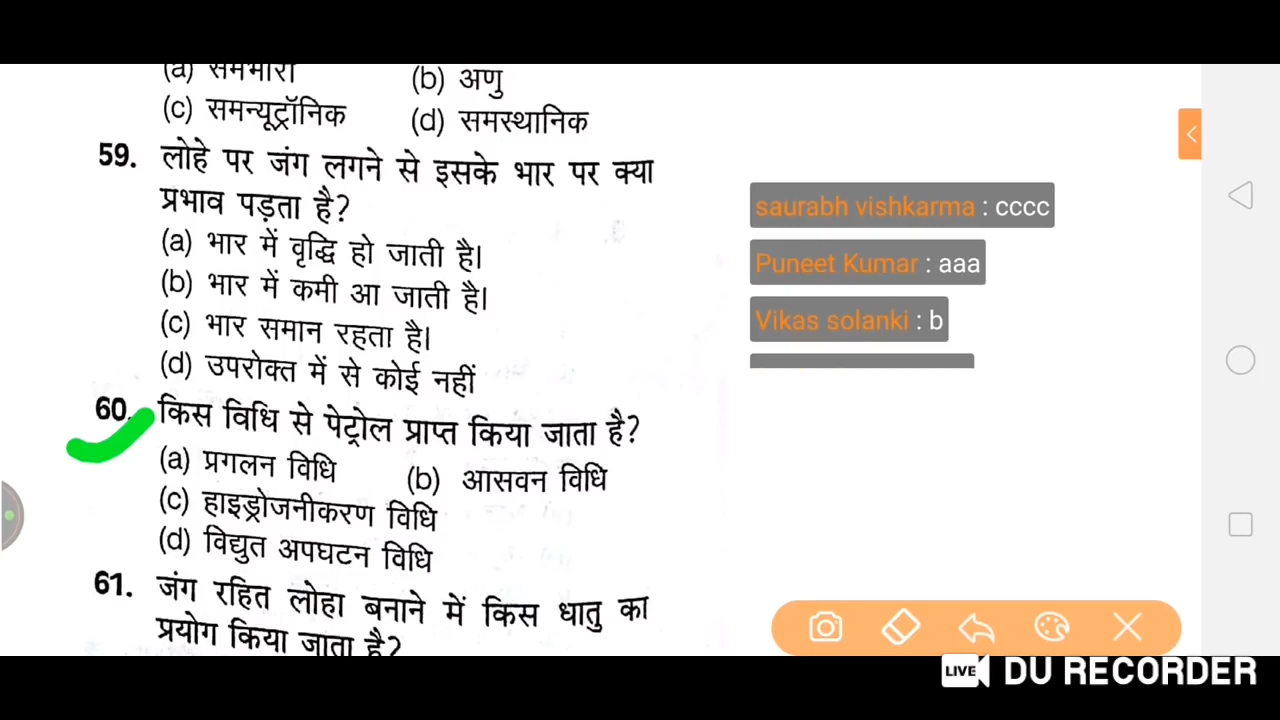 (a) समभारी
(b) अणु
(c) समन्यूट्रॉनिक
(d) समस्थानिक
59. लोहे पर जंग लगने से इसके भार पर क्या
प्रभाव पड़ता है?
(a) भार में वृद्धि हो जाती है।
(b) भार में कमी आ जाती है।
(c) भार समान रहता है।
(d) उपरोक्त में से कोई नहीं
60. किस विधि से पेट्रोल प्राप्त किया जाता है?
(a) प्रगलन विधि
(b) आसवन विधि
(c) हाइड्रोजनीकरण विधि
(d) विद्युत अपघटन विधि
61. जंग रहित लोहा बनाने में किस धातु का
प्रयोग किया जाता है?
saurabh vishkarma : cccc
Puneet Kumar : aaa
Vikas solanki : b
LIVE DU RECORDER